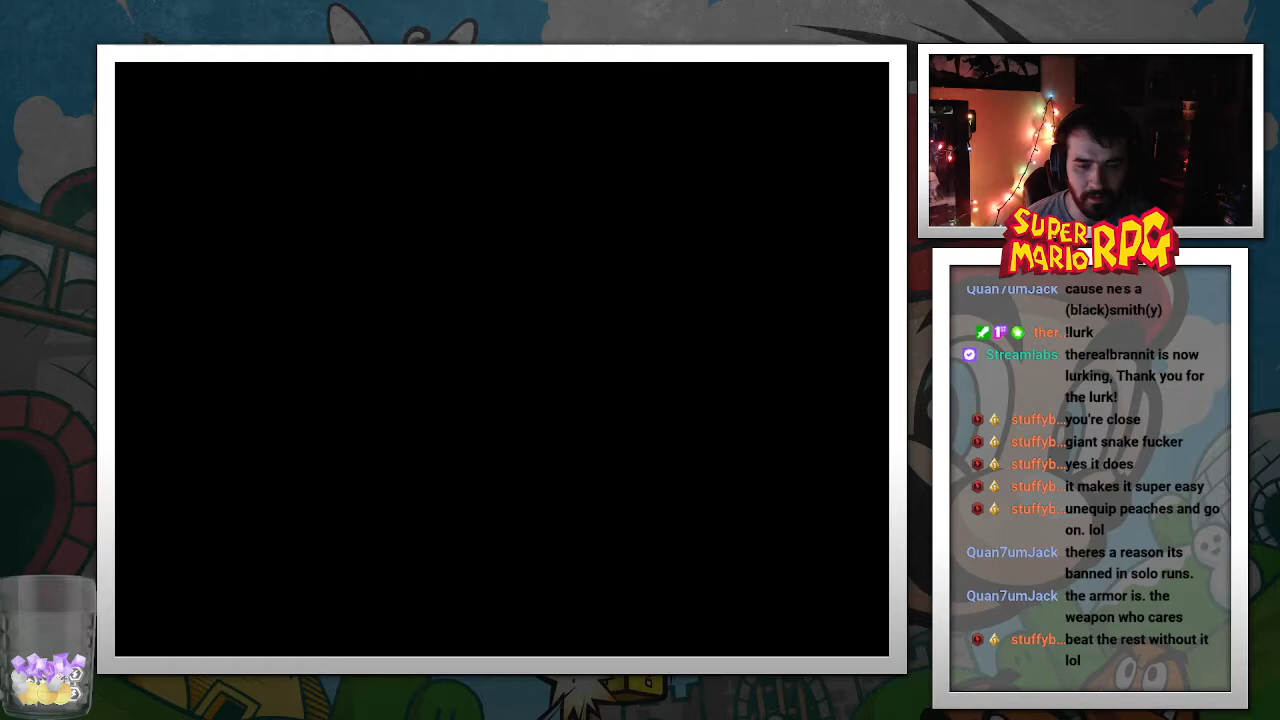 SUPER
MARIO RPG
Quan7umJack cause he's a
(black)smith(y)
ther. !lurk
Streamlabs therealbrannit is now
lurking, Thank you for
the lurk!
stuffyb... you're close
stuffyb... giant snake fucker
stuffyb... yes it does
stuffyb... it makes it super easy
stuffyb... unequip peaches and go
on. lol
Quan7umJack theres a reason its
banned in solo runs.
Quan7umJack the armor is. the
weapon who cares
stuffyb... beat the rest without it
lol